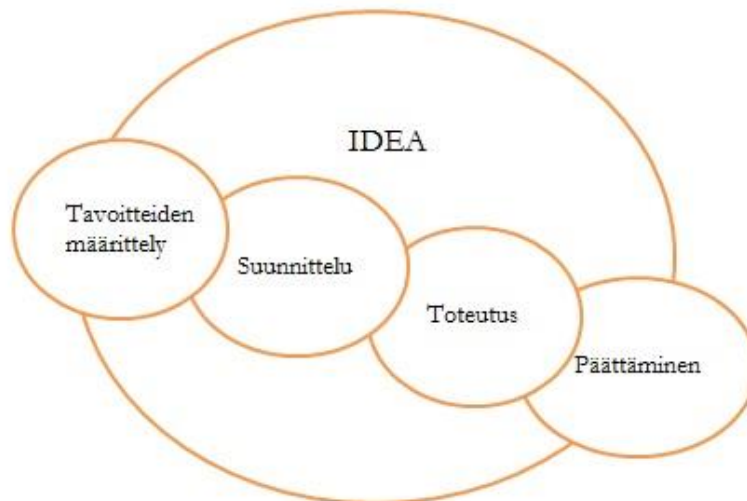 IDEA
Tavoitteiden
määrittely
Suunnittelu
Toteutus
Päättäminen